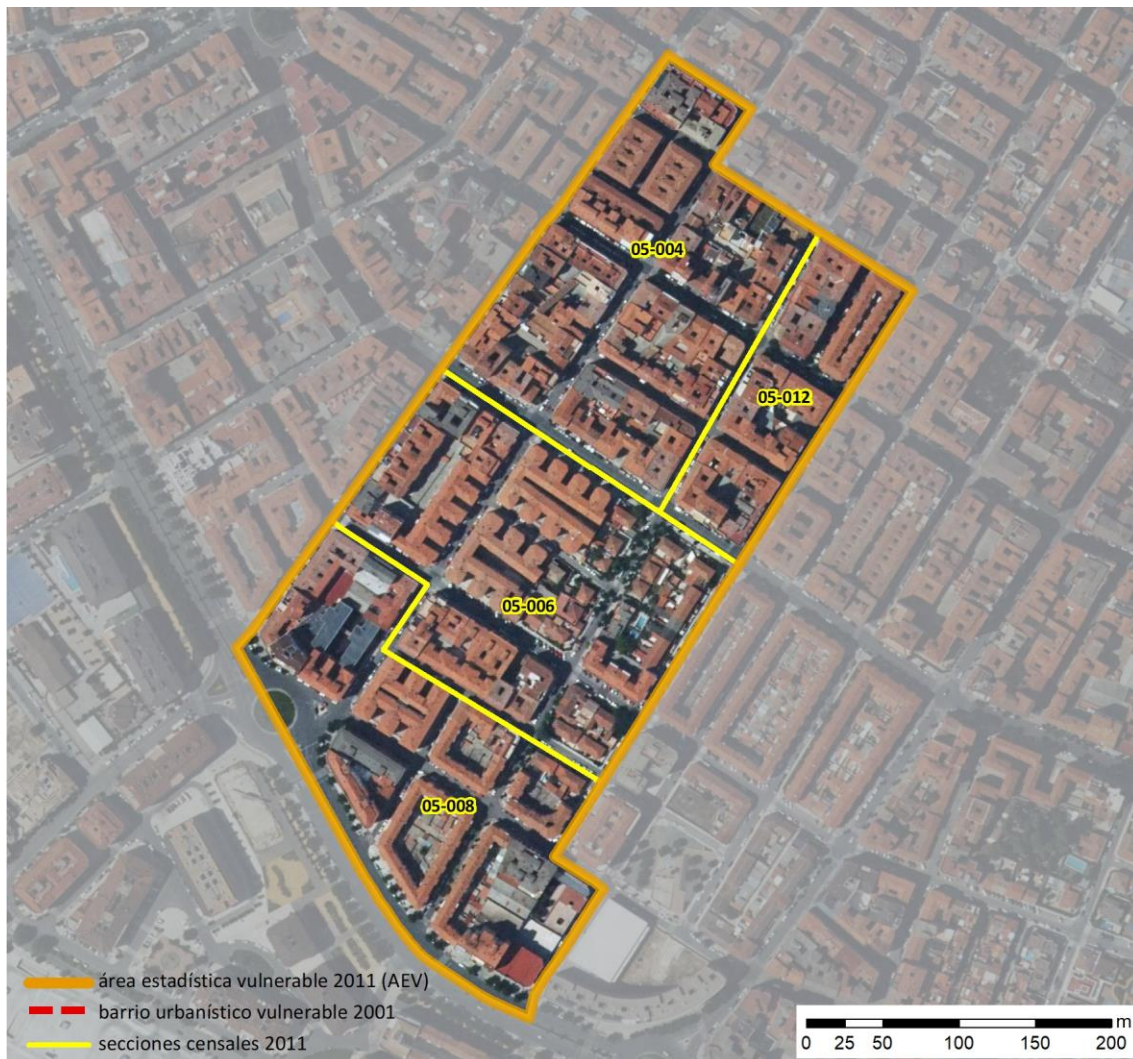 05-004
05-012
05-006
05-008
área estadística vulnerable 2011 (AEV)
barrio urbanístico vulnerable 2001
secciones censales 2011
m
0 25 50 100 150 200